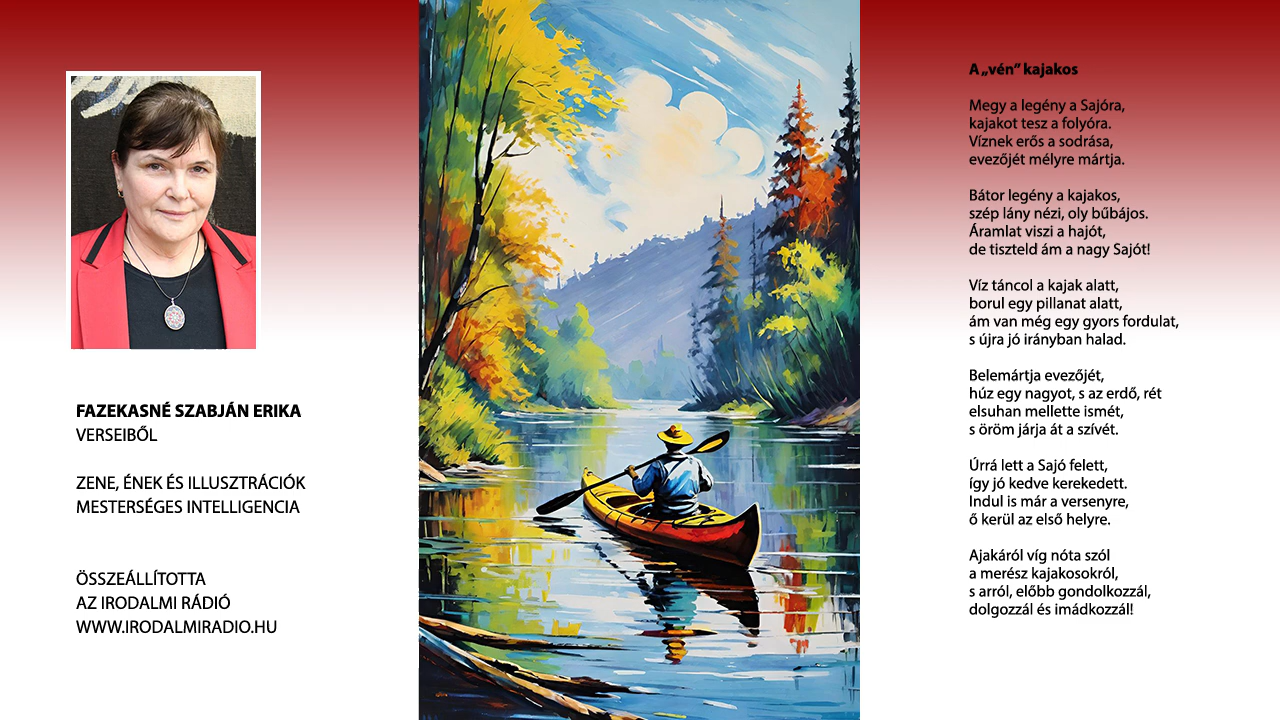 FAZEKASNÉ SZABJÁN ERIKA
VERSEIBŐL
ZENE, ÉNEK ÉS ILLUSZTRÁCIÓK
MESTERSÉGES INTELLIGENCIA
ÖSSZEÁLLÍTOTTA
AZ IRODALMI RÁDIÓ
WWW.IRODALMIRADIO.HU
A „vén” kajakos
Megy a legény a Sajóra,
kajakot tesz a folyóra.
Víznek erős a sodrása,
evezőjét mélyre mártja.
Bátor legény a kajakos,
szép lány nézi, oly bűbájos.
Áramlat viszi a hajót,
de tiszteld ám a nagy Sajót!
Víz táncol a kajak alatt,
borul egy pillanat alatt,
ám van még egy gyors fordulat,
s újra jó irányban halad.
Belemártja evezőjét,
húz egy nagyot, s az erdő, rét
elsuhan mellette ismét,
s öröm járja át a szívét.
Úrrá lett a Sajó felett,
így jó kedve kerekedett.
Indul is már a versenyre,
ő kerül az első helyre.
Ajakáról víg nóta szól
a merész kajakosokról,
s arról, előbb gondolkozzál,
dolgozzál és imádkozzál!